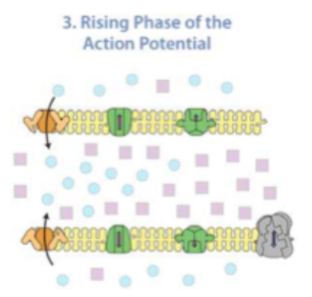 3. Rising Phase of the
Action Potential